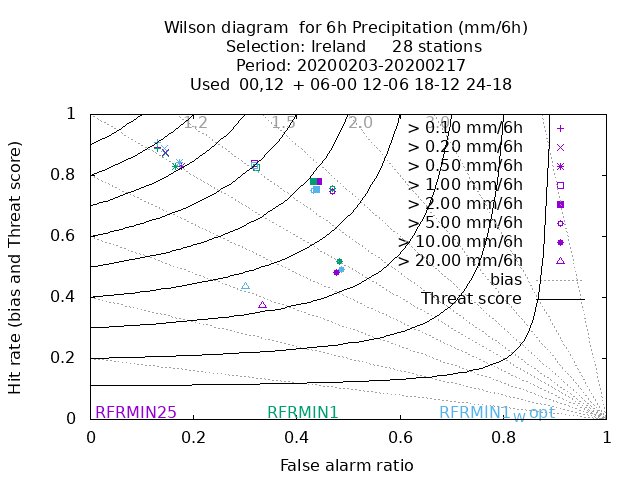 Wilson diagram  for 6h Precipitation (mm/6h)
Selection: Ireland     28 stations
Period: 20200203-20200217
Used  00,12  + 06-00 12-06 18-12 24-18
Hit rate (bias and Threat score)
1
0.8
0.6
0.4
0.2
0
1.2 1.5 2.0 3.0
> 0.10 mm/6h
> 0.20 mm/6h
> 0.50 mm/6h
> 1.00 mm/6h
> 2.00 mm/6h
> 5.00 mm/6h
> 10.00 mm/6h
> 20.00 mm/6h
bias
Threat score
RFRMIN25 RFRMIN1 RFRMIN1_W_opt
0 0.2 0.4 0.6 0.8 1
False alarm ratio